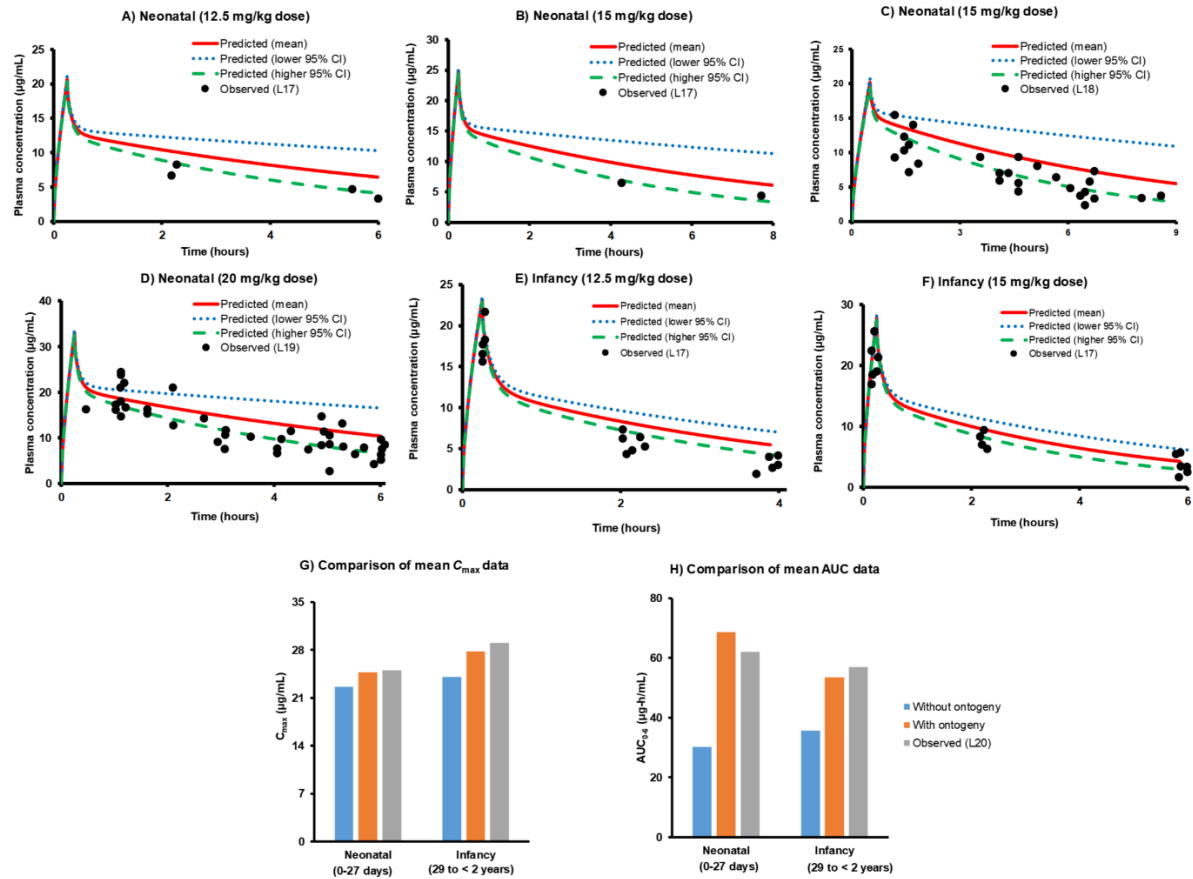 A) Neonatal (12.5 mg/kg dose)
Predicted (mean)
Predicted (lower 95% CI)
Predicted (higher 95% CI)
Observed (L17)
Plasma concentration (µg/mL)
25
20
15
10
5
0
0
2
4
6
Time (hours)
B) Neonatal (15 mg/kg dose)
Predicted (mean)
Predicted (lower 95% CI)
Predicted (higher 95% CI)
Observed (L17)
Plasma concentration (µg/mL)
30
25
20
15
10
5
0
0
2
4
6
8
Time (hours)
C) Neonatal (15 mg/kg dose)
Predicted (mean)
Predicted (lower 95% CI)
Predicted (higher 95% CI)
Observed (L18)
Plasma concentration (µg/mL)
25
20
15
10
5
0
0
3
6
9
Time (hours)
D) Neonatal (20 mg/kg dose)
Predicted (mean)
Predicted (lower 95% CI)
Predicted (higher 95% CI)
Observed (L19)
Plasma concentration (µg/mL)
40
30
20
10
0
0
2
4
6
Time (hours)
E) Infancy (12.5 mg/kg dose)
Predicted (mean)
Predicted (lower 95% CI)
Predicted (higher 95% CI)
Observed (L17)
Plasma concentration (µg/mL)
25
20
15
10
5
0
0
1
2
3
4
Time (hours)
F) Infancy (15 mg/kg dose)
Predicted (mean)
Predicted (lower 95% CI)
Predicted (higher 95% CI)
Observed (L17)
Plasma concentration (µg/mL)
30
20
10
0
0
2
4
6
Time (hours)
G) Comparison of mean Cmax data
Cmax (µg/mL)
35
28
21
14
7
0
Neonatal
(0-27 days)
Infancy
(29 to < 2 years)
H) Comparison of mean AUC data
AUC0-6 (µg-h/mL)
80
60
40
20
0
Neonatal
(0-27 days)
Infancy
(29 to < 2 years)
Without ontogeny
With ontogeny
Observed (L20)